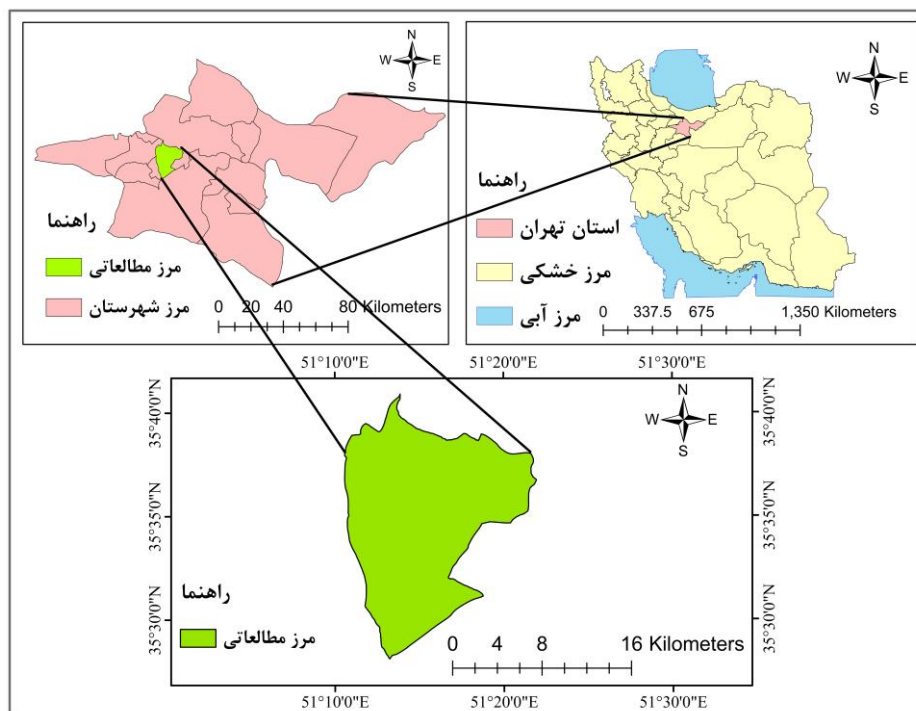 N
W E
S
راهنما
مرز مطالعاتی
مرز شهرستان
0 20 40 80 Kilometers
N
W E
S
راهنما
استان تهران
مرز خشکی
مرز آبی
0 337.5 675 1,350 Kilometers
51°10'0"E 51°20'0"E 51°30'0"E
35°40'0"N 35°40'0"N
35°35'0"N 35°35'0"N
35°30'0"N 35°30'0"N
N
W E
S
راهنما
مرز مطالعاتی
0 4 8 16 Kilometers
51°10'0"E 51°20'0"E 51°30'0"E